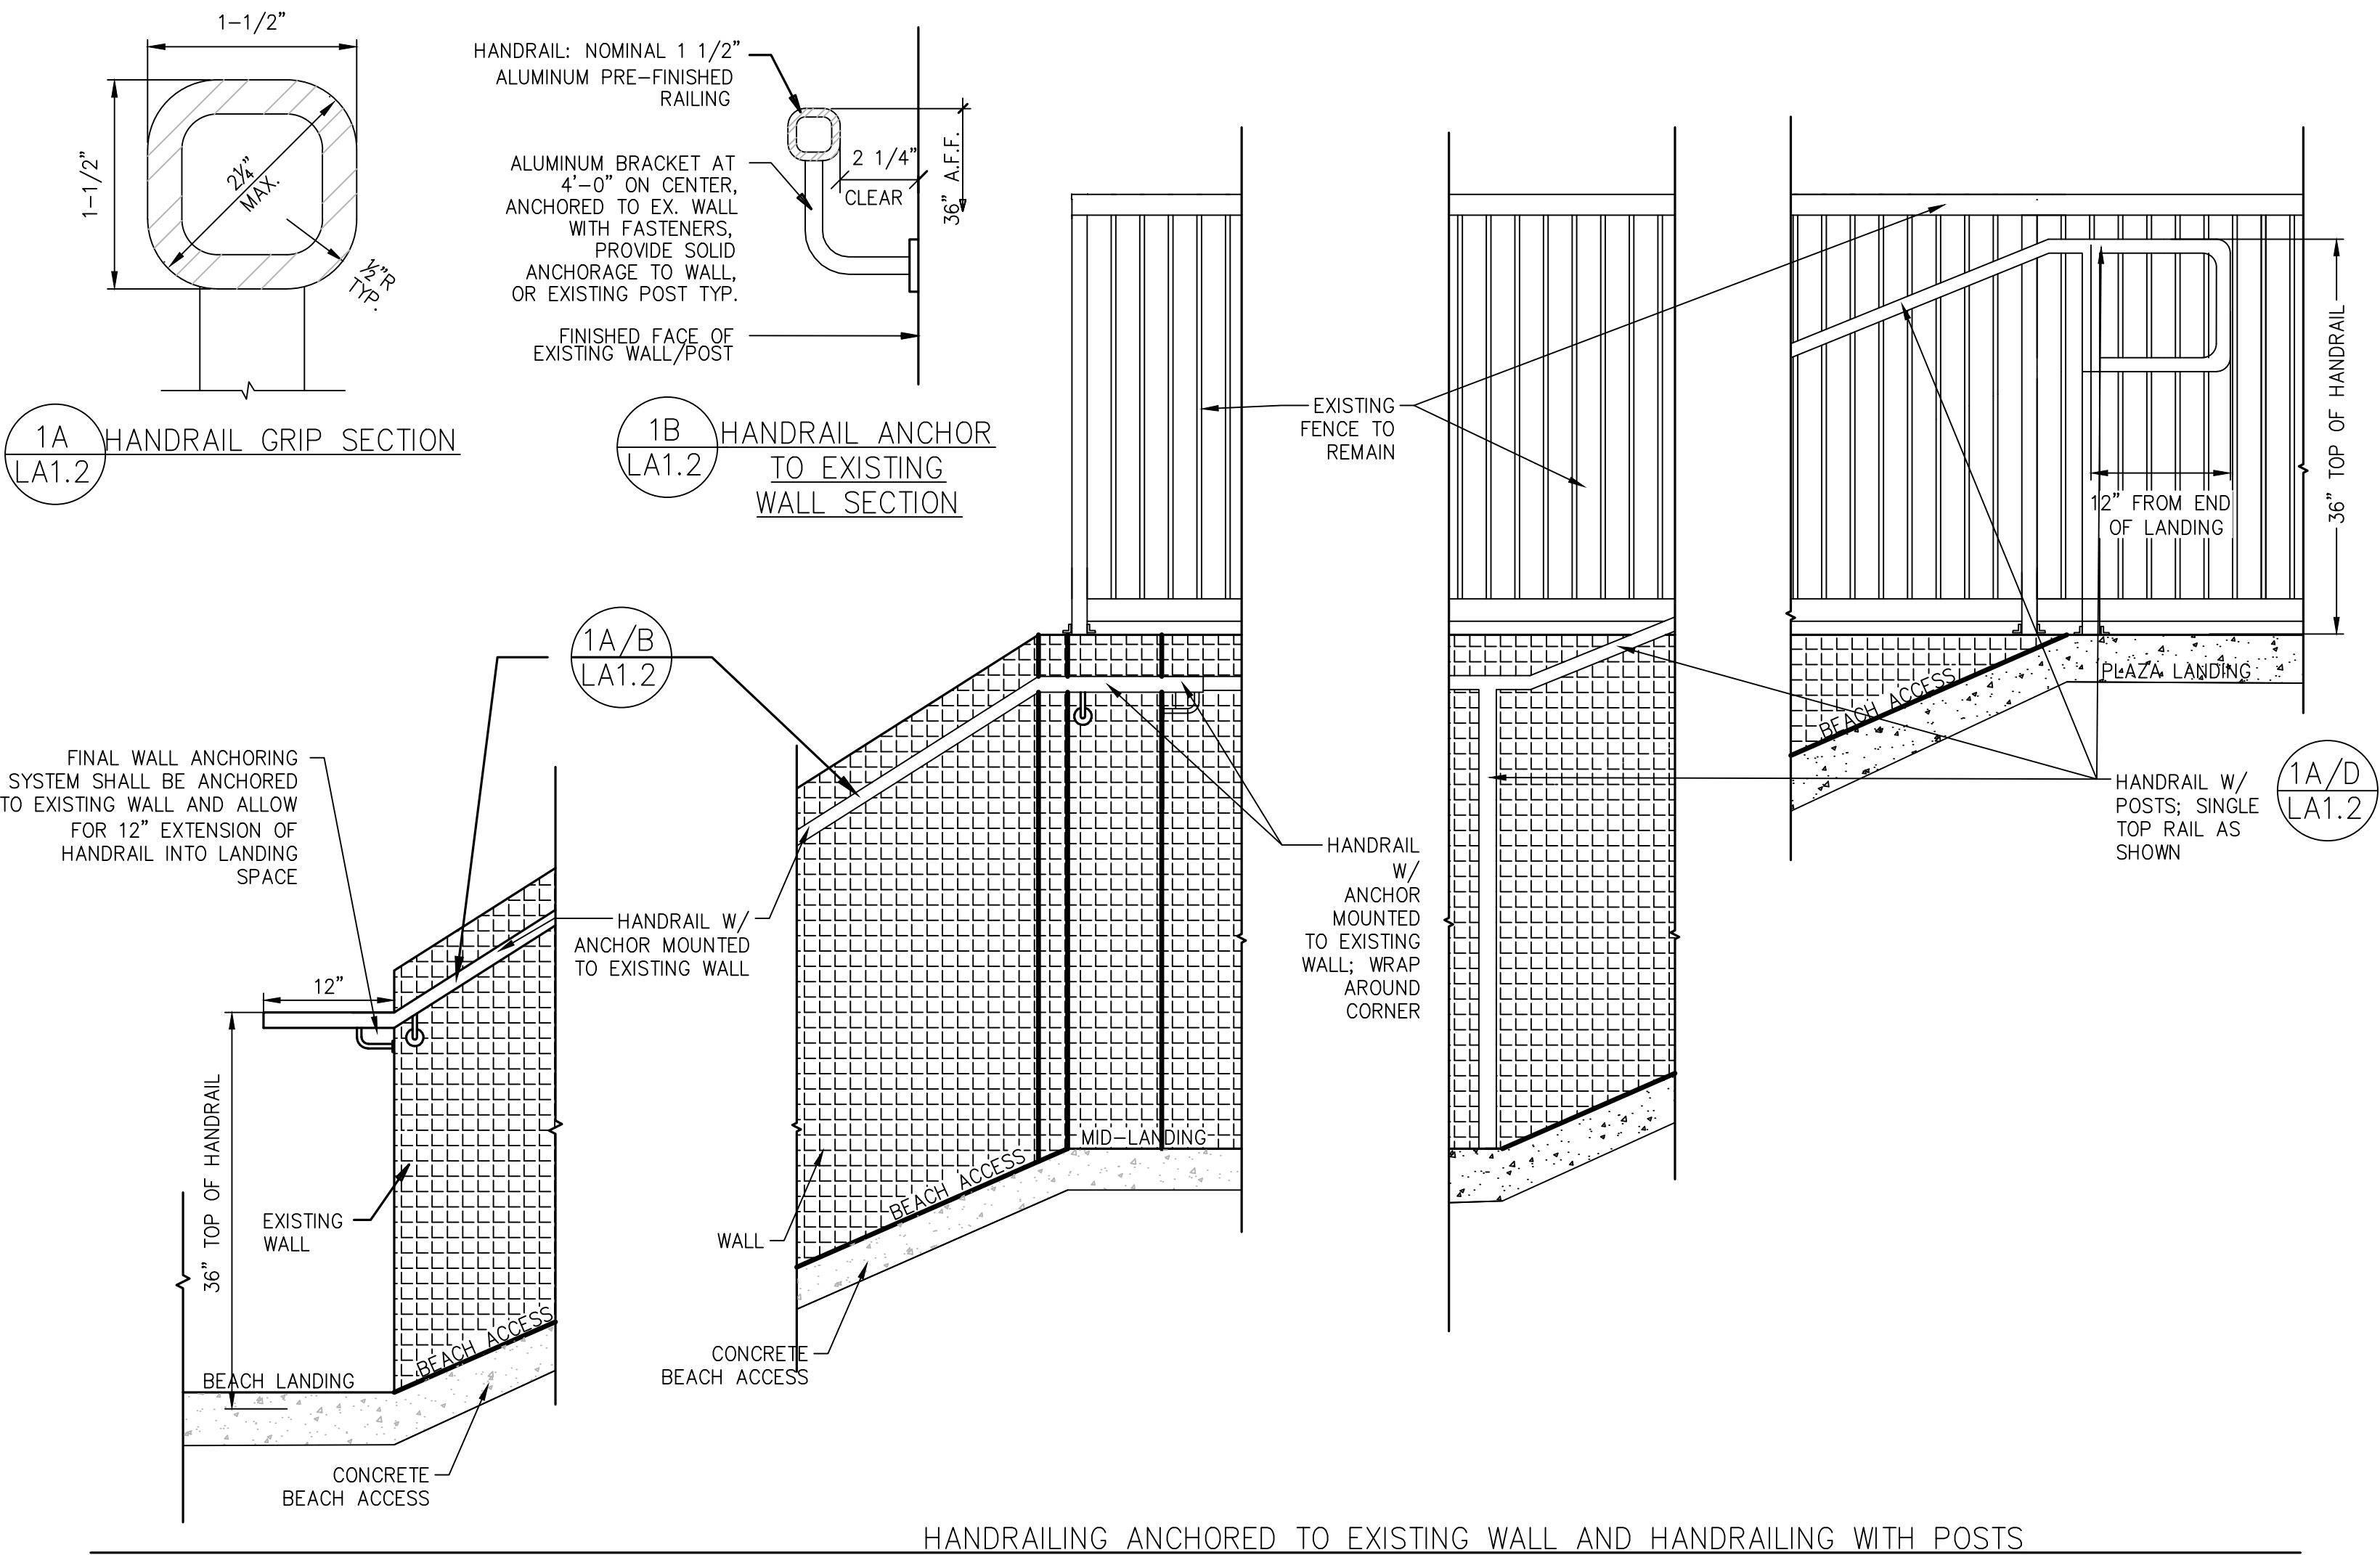 1-1/2"
1-1/2"
2¼"
MAX.
½"R
TYP.
1A
LA1.2
HANDRAIL GRIP SECTION
HANDRAIL: NOMINAL 1 1/2"
ALUMINUM PRE-FINISHED
RAILING
ALUMINUM BRACKET AT
4'-0" ON CENTER,
ANCHORED TO EX. WALL
WITH FASTENERS,
PROVIDE SOLID
ANCHORAGE TO WALL,
OR EXISTING POST TYP.
FINISHED FACE OF
EXISTING WALL/POST
2 1/4"
CLEAR
36" A.F.F.
1B
LA1.2
HANDRAIL ANCHOR
TO EXISTING
WALL SECTION
EXISTING
FENCE TO
REMAIN
12" FROM END
OF LANDING
36" TOP OF HANDRAIL
PLAZA LANDING
BEACH ACCESS
HANDRAIL W/
POSTS; SINGLE
TOP RAIL AS
SHOWN
1A/D
LA1.2
1A/B
LA1.2
FINAL WALL ANCHORING
SYSTEM SHALL BE ANCHORED
TO EXISTING WALL AND ALLOW
FOR 12" EXTENSION OF
HANDRAIL INTO LANDING
SPACE
12"
36" TOP OF HANDRAIL
EXISTING
WALL
BEACH LANDING
BEACH ACCESS
CONCRETE
BEACH ACCESS
HANDRAIL W/
ANCHOR MOUNTED
TO EXISTING WALL
WALL
CONCRETE
BEACH ACCESS
BEACH ACCESS
MID-LANDING
HANDRAIL
W/
ANCHOR
MOUNTED
TO EXISTING
WALL; WRAP
AROUND
CORNER
HANDRAILING ANCHORED TO EXISTING WALL AND HANDRAILING WITH POSTS